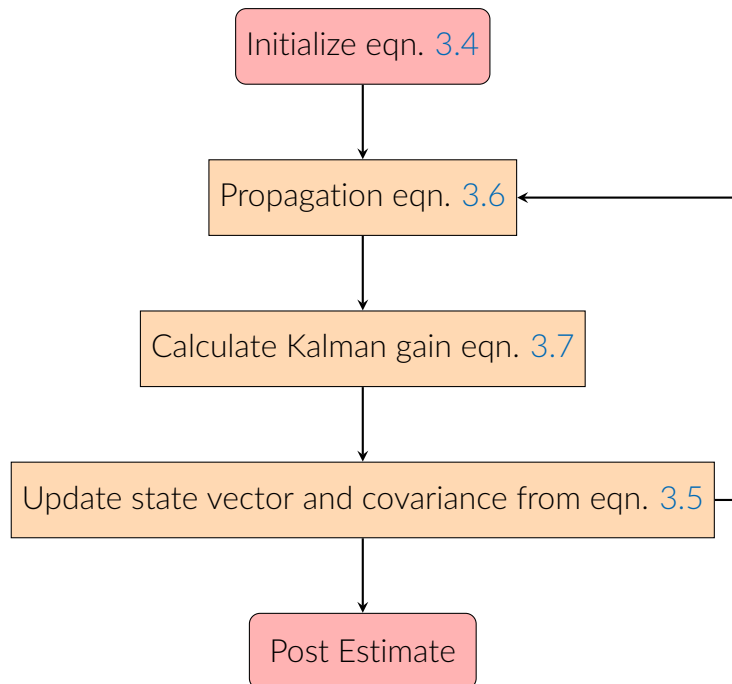 Initialize eqn. 3.4
Propagation eqn. 3.6
Calculate Kalman gain eqn. 3.7
Update state vector and covariance from eqn. 3.5
Post Estimate